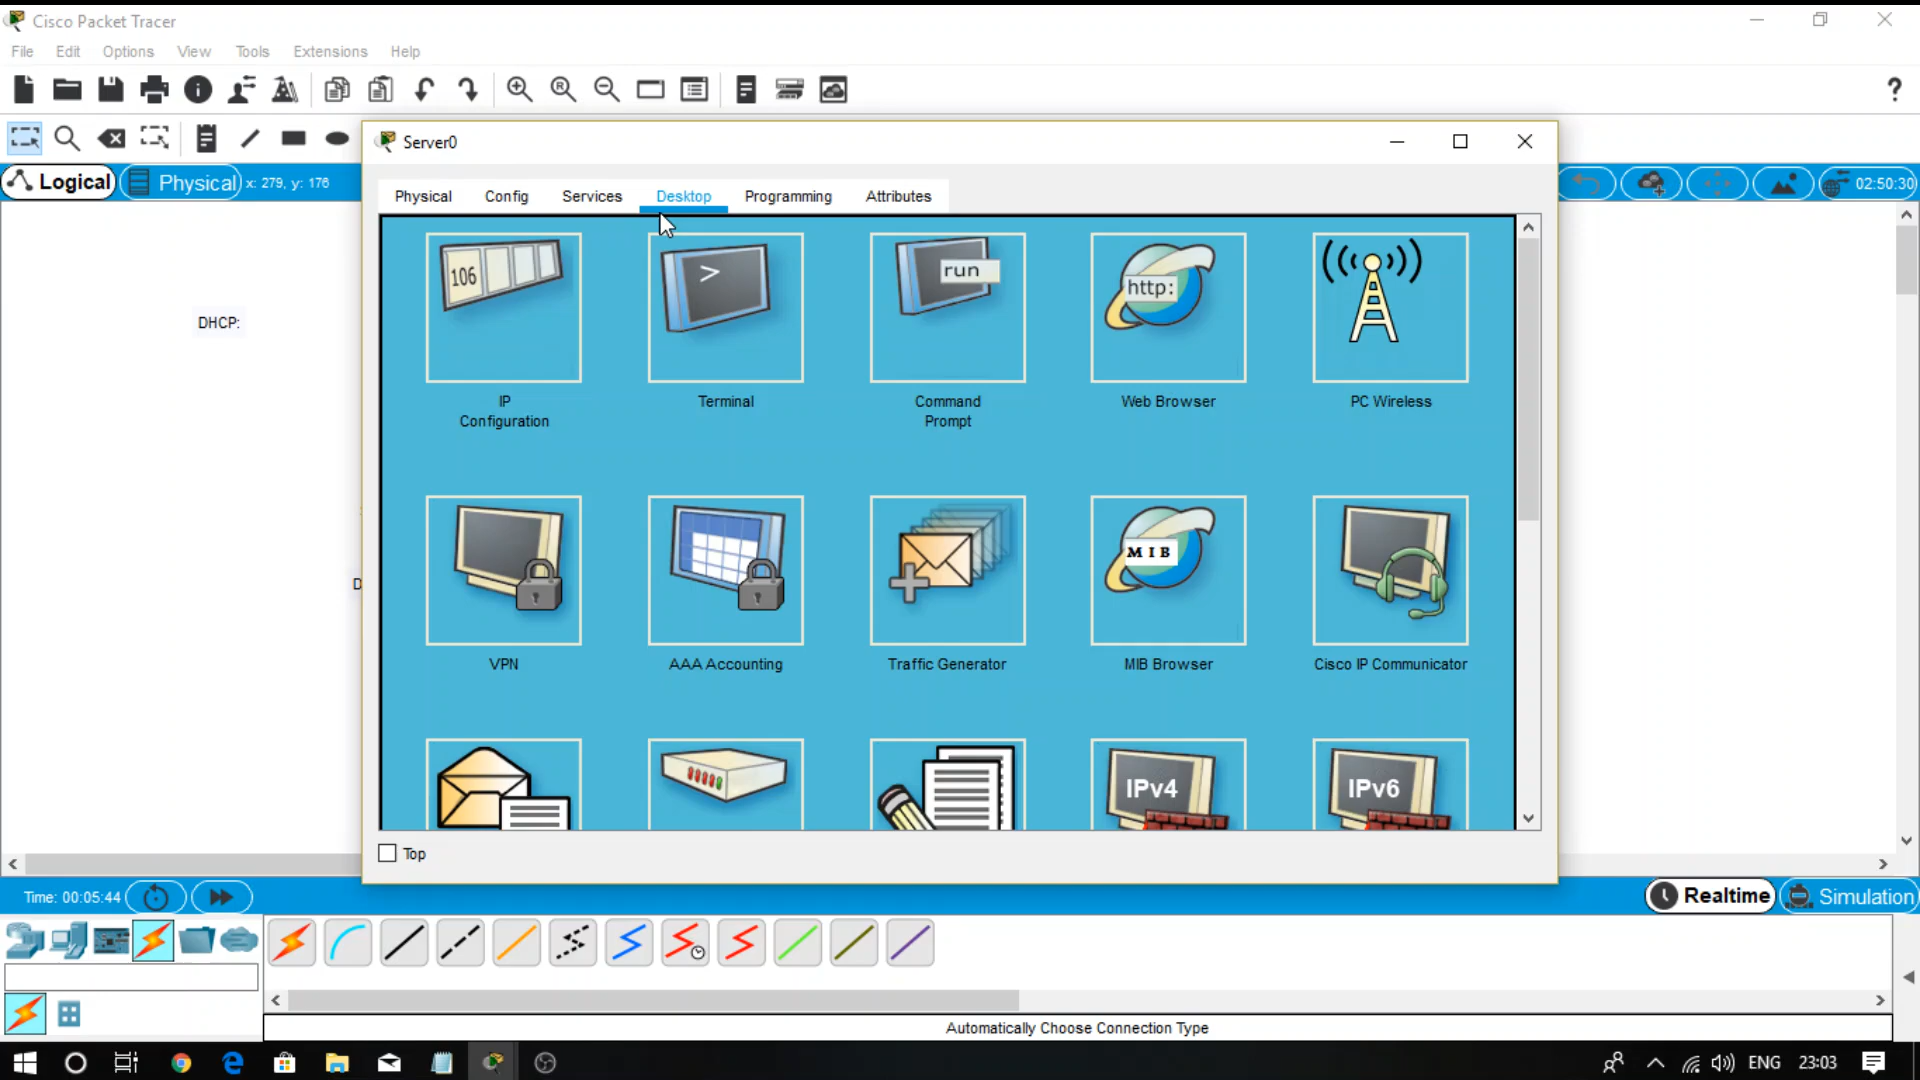 Cisco Packet Tracer
File Edit Options View Tools Extensions Help
?
Server0
Logical Physical x: 279, y: 176
02:50:30
Physical Config Services Desktop Programming Attributes
DHCP:
106
>
run
http:
IP
Configuration
Terminal
Command
Prompt
Web Browser
PC Wireless
MIB
VPN
AAA Accounting
Traffic Generator
MIB Browser
Cisco IP Communicator
IPv4
IPv6
Top
Time: 00:05:44
Realtime Simulation
Automatically Choose Connection Type
ENG 23:03